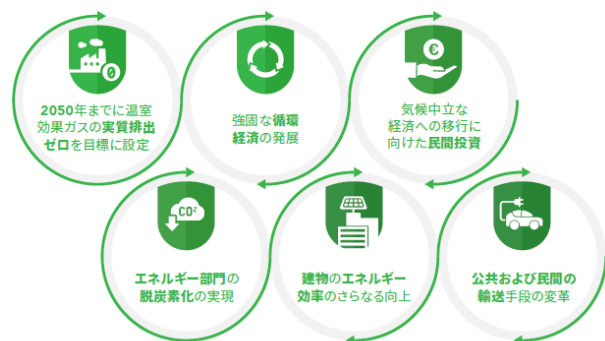 0
€
2050年までに温室
効果ガスの実質排出
ゼロを目標に設定
強固な循環
経済の発展
気候中立な
経済への移行に
向けた民間投資
CO²
エネルギー部門の
脱炭素化の実現
建物のエネルギー
効率のさらなる向上
公共および民間の
輸送手段の変革